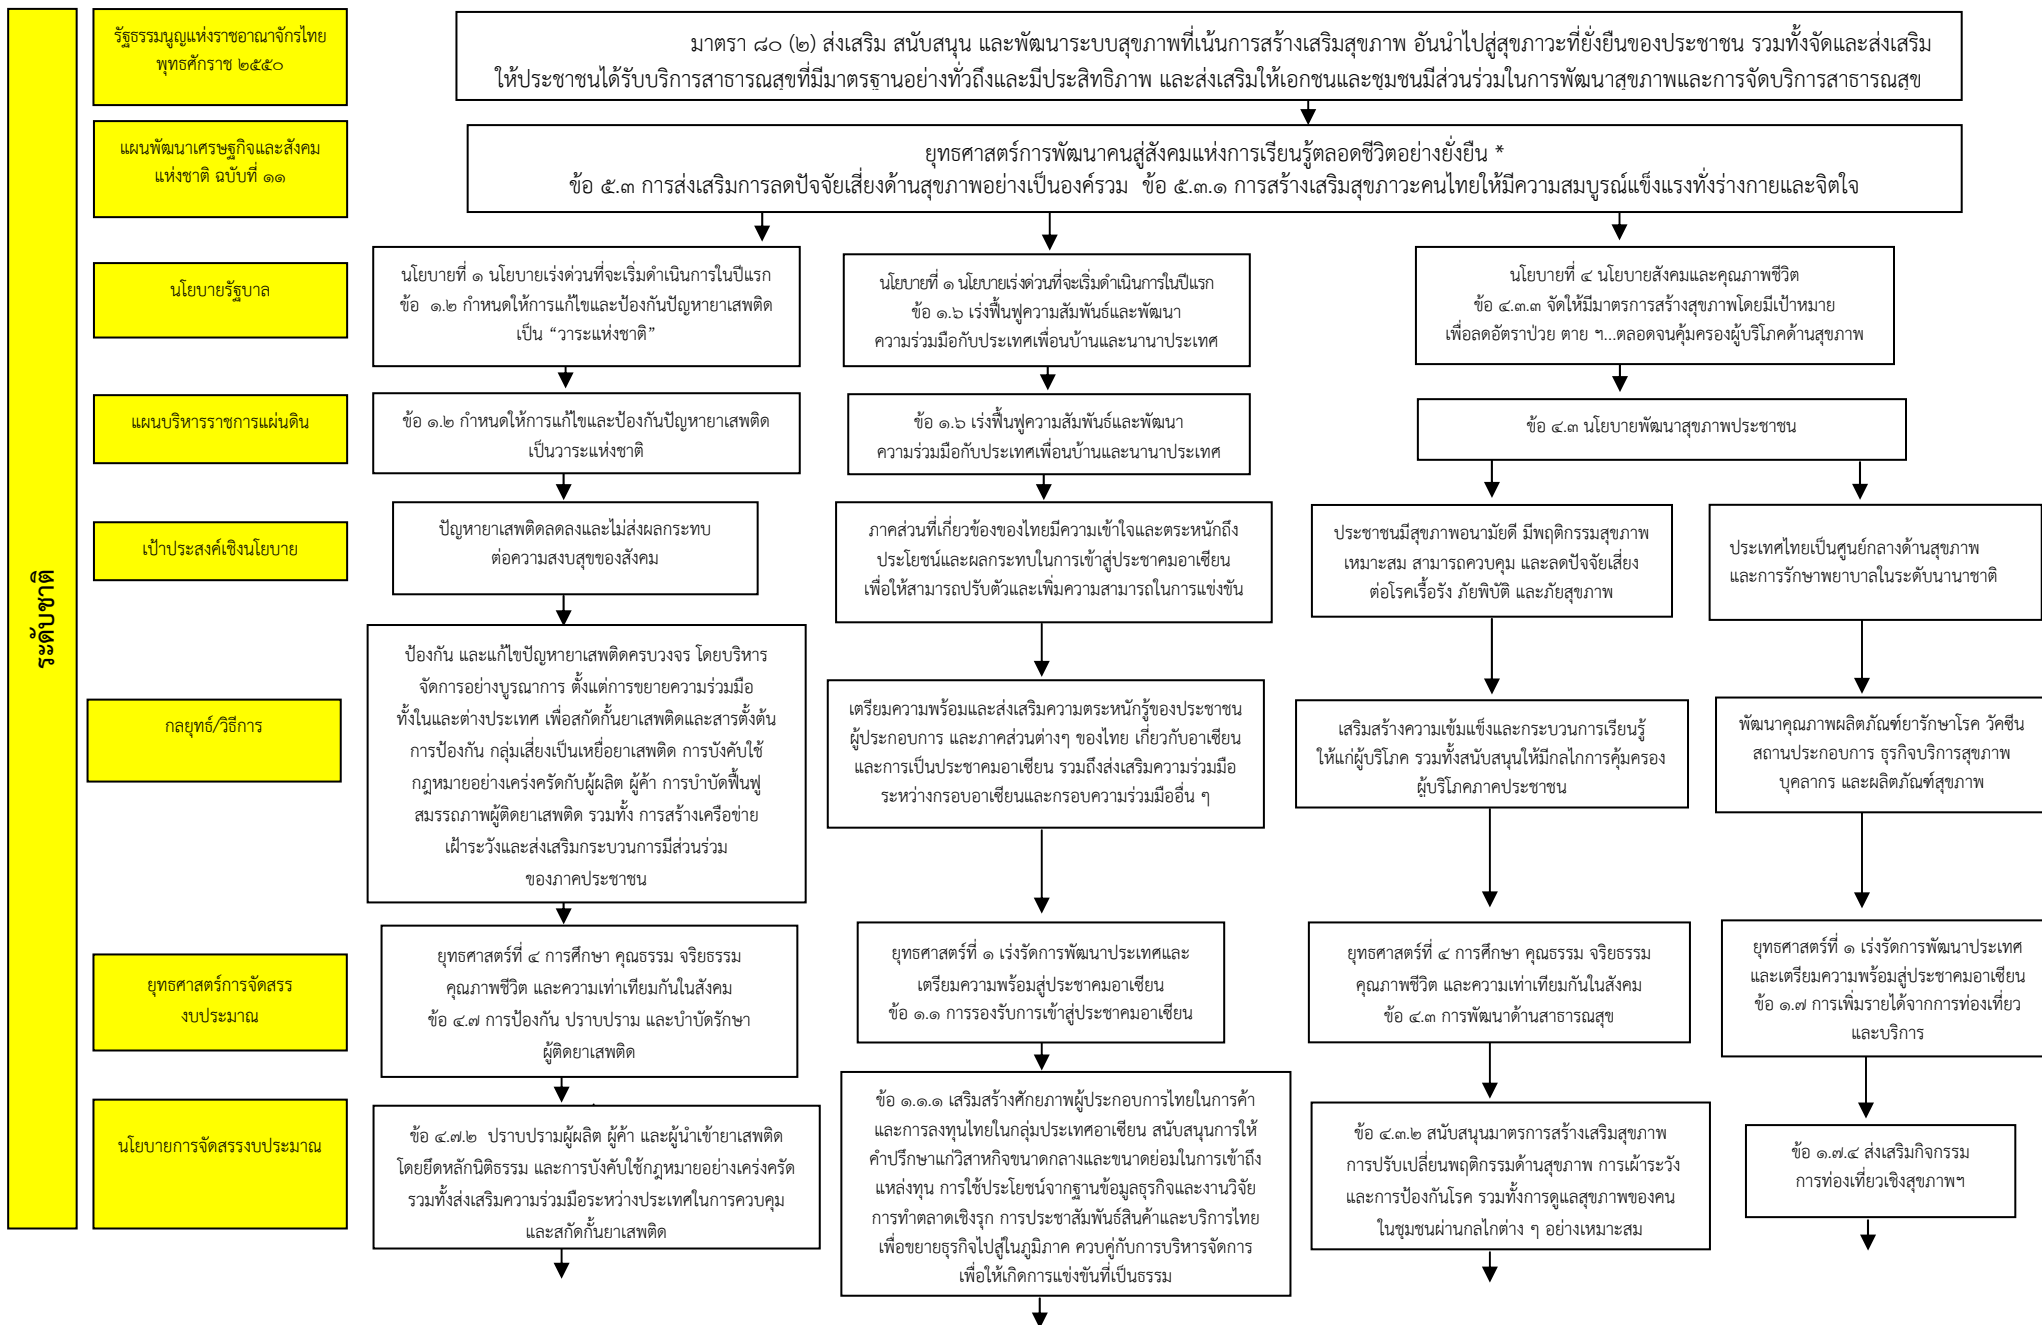 ระดับชาติ
รัฐธรรมนูญแห่งราชอาณาจักรไทย
พุทธศักราช ๒๕๕๐
มาตรา ๘๐ (๒) ส่งเสริม สนับสนุน และพัฒนาระบบสุขภาพที่เน้นการสร้างเสริมสุขภาพ อันนำไปสู่สุขภาวะที่ยั่งยืนของประชาชน รวมทั้งจัดและส่งเสริม
ให้ประชาชนได้รับบริการสาธารณสุขที่มีมาตรฐานอย่างทั่วถึงและมีประสิทธิภาพ และส่งเสริมให้เอกชนและชุมชนมีส่วนร่วมในการพัฒนาสุขภาพและการจัดบริการสาธารณสุข
แผนพัฒนาเศรษฐกิจและสังคม
แห่งชาติ ฉบับที่ ๑๑
ยุทธศาสตร์การพัฒนาคนสู่สังคมแห่งการเรียนรู้ตลอดชีวิตอย่างยั่งยืน *
ข้อ ๕.๓ การส่งเสริมการลดปัจจัยเสี่ยงด้านสุขภาพอย่างเป็นองค์รวม ข้อ ๕.๓.๑ การสร้างเสริมสุขภาวะคนไทยให้มีความสมบูรณ์แข็งแรงทั้งร่างกายและจิตใจ
นโยบายรัฐบาล
นโยบายที่ ๑ นโยบายเร่งด่วนที่จะเริ่มดำเนินการในปีแรก
ข้อ ๑.๒ กำหนดให้การแก้ไขและป้องกันปัญหายาเสพติด
เป็น “วาระแห่งชาติ”
นโยบายที่ ๑ นโยบายเร่งด่วนที่จะเริ่มดำเนินการในปีแรก
ข้อ ๑.๖ เร่งฟื้นฟูความสัมพันธ์และพัฒนา
ความร่วมมือกับประเทศเพื่อนบ้านและนานาประเทศ
นโยบายที่ ๔ นโยบายสังคมและคุณภาพชีวิต
ข้อ ๔.๓.๓ จัดให้มีมาตรการสร้างสุขภาพโดยมีเป้าหมาย
เพื่อลดอัตราป่วย ตาย ฯ...ตลอดจนคุ้มครองผู้บริโภคด้านสุขภาพ
แผนบริหารราชการแผ่นดิน
ข้อ ๑.๒ กำหนดให้การแก้ไขและป้องกันปัญหายาเสพติด
เป็นวาระแห่งชาติ
ข้อ ๑.๖ เร่งฟื้นฟูความสัมพันธ์และพัฒนา
ความร่วมมือกับประเทศเพื่อนบ้านและนานาประเทศ
ข้อ ๔.๓ นโยบายพัฒนาสุขภาพประชาชน
เป้าประสงค์เชิงนโยบาย
ปัญหายาเสพติดลดลงและไม่ส่งผลกระทบ
ต่อความสงบสุขของสังคม
ภาคส่วนที่เกี่ยวข้องของไทยมีความเข้าใจและตระหนักถึง
ประโยชน์และผลกระทบในการเข้าสู่ประชาคมอาเซียน
เพื่อให้สามารถปรับตัวและเพิ่มความสามารถในการแข่งขัน
ประชาชนมีสุขภาพอนามัยดี มีพฤติกรรมสุขภาพ
เหมาะสม สามารถควบคุม และลดปัจจัยเสี่ยง
ต่อโรคเรื้อรัง ภัยพิบัติ และภัยสุขภาพ
ประเทศไทยเป็นศูนย์กลางด้านสุขภาพ
และการรักษาพยาบาลในระดับนานาชาติ
กลยุทธ์/วิธีการ
ป้องกัน และแก้ไขปัญหายาเสพติดครบวงจร โดยบริหาร
จัดการอย่างบูรณาการ ตั้งแต่การขยายความร่วมมือ
ทั้งในและต่างประเทศ เพื่อสกัดกั้นยาเสพติดและสารตั้งต้น
การป้องกัน กลุ่มเสี่ยงเป็นเหยื่อยาเสพติด การบังคับใช้
กฎหมายอย่างเคร่งครัดกับผู้ผลิต ผู้ค้า การบำบัดฟื้นฟู
สมรรถภาพผู้ติดยาเสพติด รวมทั้ง การสร้างเครือข่าย
เฝ้าระวังและส่งเสริมกระบวนการมีส่วนร่วม
ของภาคประชาชน
เตรียมความพร้อมและส่งเสริมความตระหนักรู้ของประชาชน
ผู้ประกอบการ และภาคส่วนต่างๆ ของไทย เกี่ยวกับอาเซียน
และการเป็นประชาคมอาเซียน รวมถึงส่งเสริมความร่วมมือ
ระหว่างกรอบอาเซียนและกรอบความร่วมมืออื่น ๆ
เสริมสร้างความเข้มแข็งและกระบวนการเรียนรู้
ให้แก่ผู้บริโภค รวมทั้งสนับสนุนให้มีกลไกการคุ้มครอง
ผู้บริโภคภาคประชาชน
พัฒนาคุณภาพผลิตภัณฑ์ยารักษาโรค วัคซีน
สถานประกอบการ ธุรกิจบริการสุขภาพ
บุคลากร และผลิตภัณฑ์สุขภาพ
ยุทธศาสตร์การจัดสรร
งบประมาณ
ยุทธศาสตร์ที่ ๔ การศึกษา คุณธรรม จริยธรรม
คุณภาพชีวิต และความเท่าเทียมกันในสังคม
ข้อ ๔.๗ การป้องกัน ปราบปราม และบำบัดรักษา
ผู้ติดยาเสพติด
ยุทธศาสตร์ที่ ๑ เร่งรัดการพัฒนาประเทศและ
เตรียมความพร้อมสู่ประชาคมอาเซียน
ข้อ ๑.๑ การรองรับการเข้าสู่ประชาคมอาเซียน
ยุทธศาสตร์ที่ ๔ การศึกษา คุณธรรม จริยธรรม
คุณภาพชีวิต และความเท่าเทียมกันในสังคม
ข้อ ๔.๓ การพัฒนาด้านสาธารณสุข
ยุทธศาสตร์ที่ ๑ เร่งรัดการพัฒนาประเทศ
และเตรียมความพร้อมสู่ประชาคมอาเซียน
ข้อ ๑.๗ การเพิ่มรายได้จากการท่องเที่ยว
และบริการ
นโยบายการจัดสรรงบประมาณ
ข้อ ๔.๗.๒ ปราบปรามผู้ผลิต ผู้ค้า และผู้นำเข้ายาเสพติด
โดยยึดหลักนิติธรรม และการบังคับใช้กฎหมายอย่างเคร่งครัด
รวมทั้งส่งเสริมความร่วมมือระหว่างประเทศในการควบคุม
และสกัดกั้นยาเสพติด
ข้อ ๑.๑.๑ เสริมสร้างศักยภาพผู้ประกอบการไทยในการค้า
และการลงทุนไทยในกลุ่มประเทศอาเซียน สนับสนุนการให้
คำปรึกษาแก่วิสาหกิจขนาดกลางและขนาดย่อมในการเข้าถึง
แหล่งทุน การใช้ประโยชน์จากฐานข้อมูลธุรกิจและงานวิจัย
การทำตลาดเชิงรุก การประชาสัมพันธ์สินค้าและบริการไทย
เพื่อขยายธุรกิจไปสู่ในภูมิภาค ควบคู่กับการบริหารจัดการ
เพื่อให้เกิดการแข่งขันที่เป็นธรรม
ข้อ ๔.๓.๒ สนับสนุนมาตรการสร้างเสริมสุขภาพ
การปรับเปลี่ยนพฤติกรรมด้านสุขภาพ การเผ้าระวัง
และการป้องกันโรค รวมทั้งการดูแลสุขภาพของคน
ในชุมชนผ่านกลไกต่าง ๆ อย่างเหมาะสม
ข้อ ๑.๗.๔ ส่งเสริมกิจกรรม
การท่องเที่ยวเชิงสุขภาพฯ